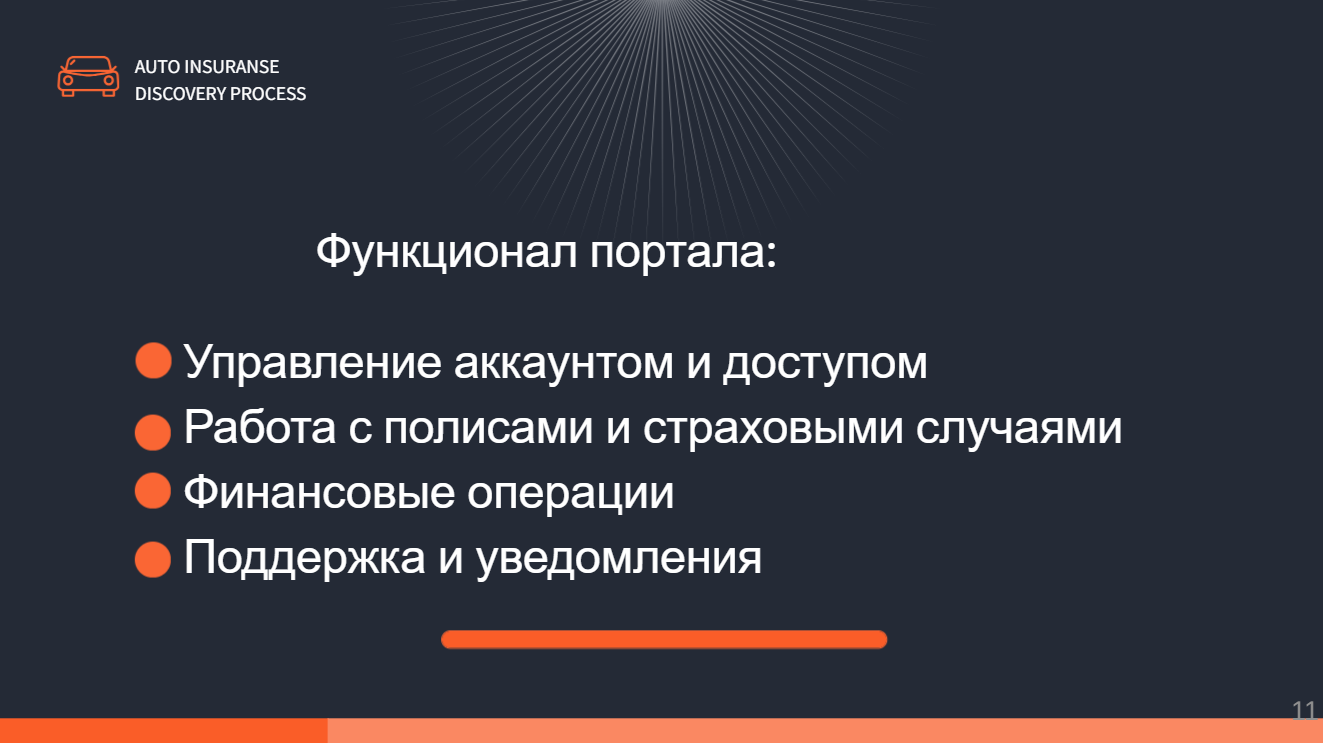 AUTO INSURANSE
DISCOVERY PROCESS
Функционал портала:
Управление аккаунтом и доступом
Работа с полисами и страховыми случаями
Финансовые операции
Поддержка и уведомления
11